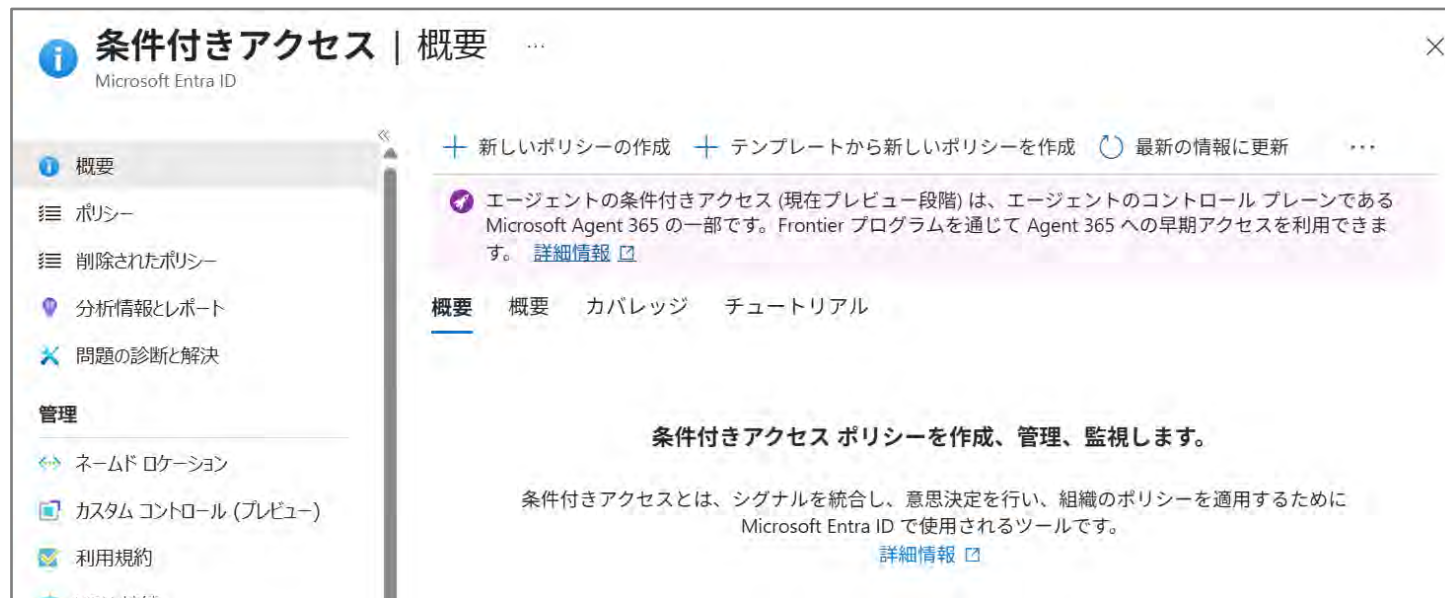 条件付きアクセス | 概要 …
Microsoft Entra ID
概要
ポリシー
削除されたポリシー
分析情報とレポート
問題の診断と解決
管理
ネームド ロケーション
カスタム コントロール (プレビュー)
利用規約
新しいポリシーの作成 テンプレートから新しいポリシーを作成 最新の情報に更新 …
エージェントの条件付きアクセス (現在プレビュー段階) は、エージェントのコントロール プレーンである
Microsoft Agent 365 の一部です。Frontier プログラムを通じて Agent 365 への早期アクセスを利用できま
す。 詳細情報
概要 概要 カバレッジ チュートリアル
条件付きアクセス ポリシーを作成、管理、監視します。
条件付きアクセスとは、シグナルを統合し、意思決定を行い、組織のポリシーを適用するために
Microsoft Entra ID で使用されるツールです。
詳細情報